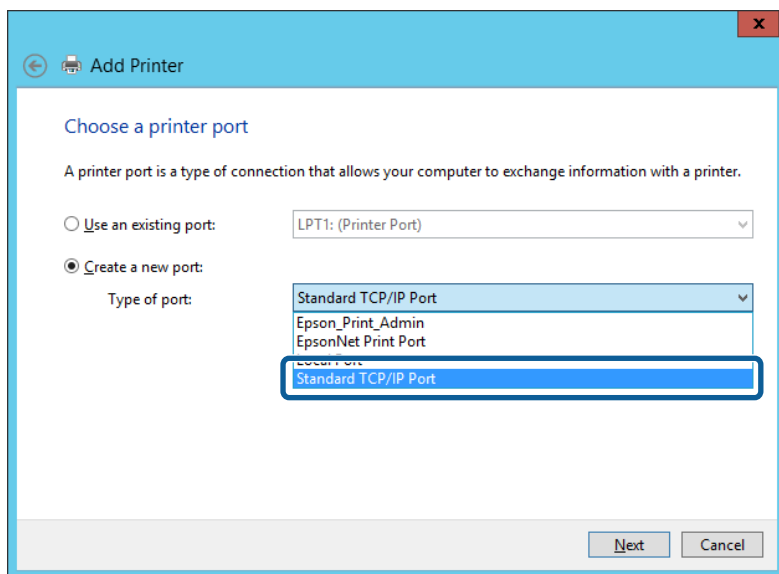 x
Add Printer
Choose a printer port
A printer port is a type of connection that allows your computer to exchange information with a printer.
Use an existing port: LPT1: (Printer Port)
Create a new port:
Type of port: Standard TCP/IP Port
Epson_Print_Admin
EpsonNet Print Port
Local Port
Standard TCP/IP Port
Next Cancel